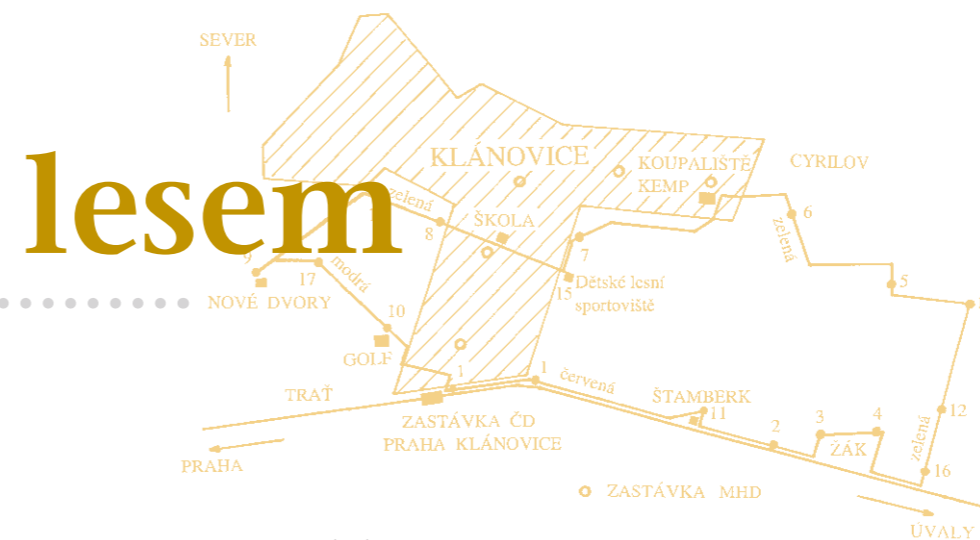 SEVER
lesem
KLÁNOVICE
KOUPALIŠTĚ
KEMP
CYRILOV
zelená
ŠKOLA
8
7
6
zelená
5
17
modrá
NOVÉ DVORY
15
Dětské lesní
sportoviště
10
GOLF
1
1
červená
TRAŤ
ZASTÁVKA ČD
PRAHA KLÁNOVICE
ŠTAMBERK
11
2
3
4
ŽÁK
12
zelená
16
PRAHA
ZASTÁVKA MHD
ÚVALY